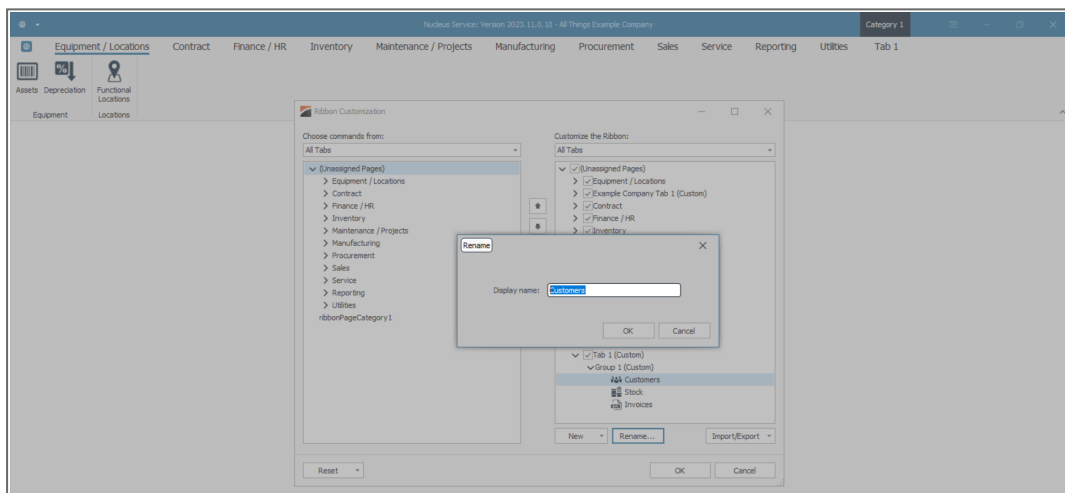 Nucleus Service: Version 2023.11.0.10 - All Things Example Company
Category 1
Equipment / Locations Contract Finance / HR Inventory Maintenance / Projects Manufacturing Procurement Sales Service Reporting Utilities Tab 1
Assets Depreciation Functional Locations
Equipment Locations
Ribbon Customization
Choose commands from: Customize the Ribbon:
All Tabs All Tabs
(Unassigned Pages) (Unassigned Pages)
Equipment / Locations Equipment / Locations
Contract Example Company Tab 1 (Custom)
Finance / HR Contract
Inventory Finance / HR
Maintenance / Projects Inventory
Manufacturing
Procurement
Sales
Service
Reporting
Utilities
ribbonPageCategory1
Rename
Display name: Customers
OK Cancel
Tab 1 (Custom)
Group 1 (Custom)
Customers
Stock
Invoices
New Rename... Import/Export
Reset OK Cancel